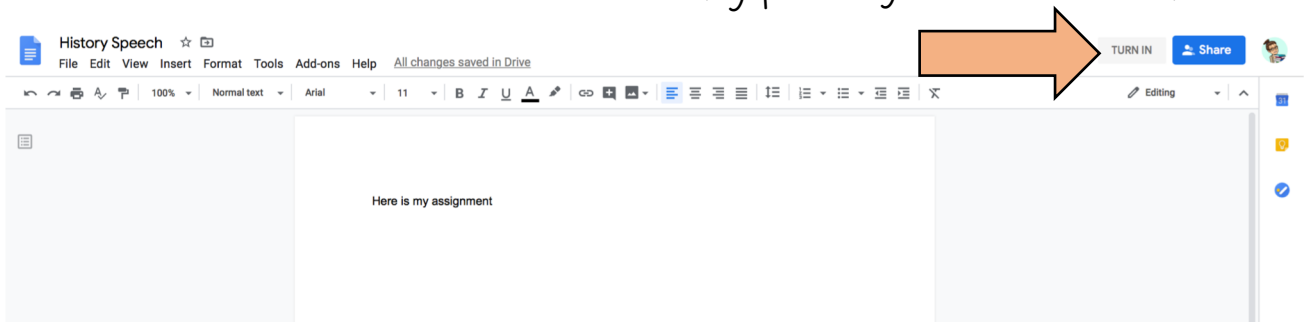 History Speech
TURN IN
Share
File Edit View Insert Format Tools Add-ons Help All changes saved in Drive
100% Normal text Arial 11 B I U A Editing
31
Here is my assignment